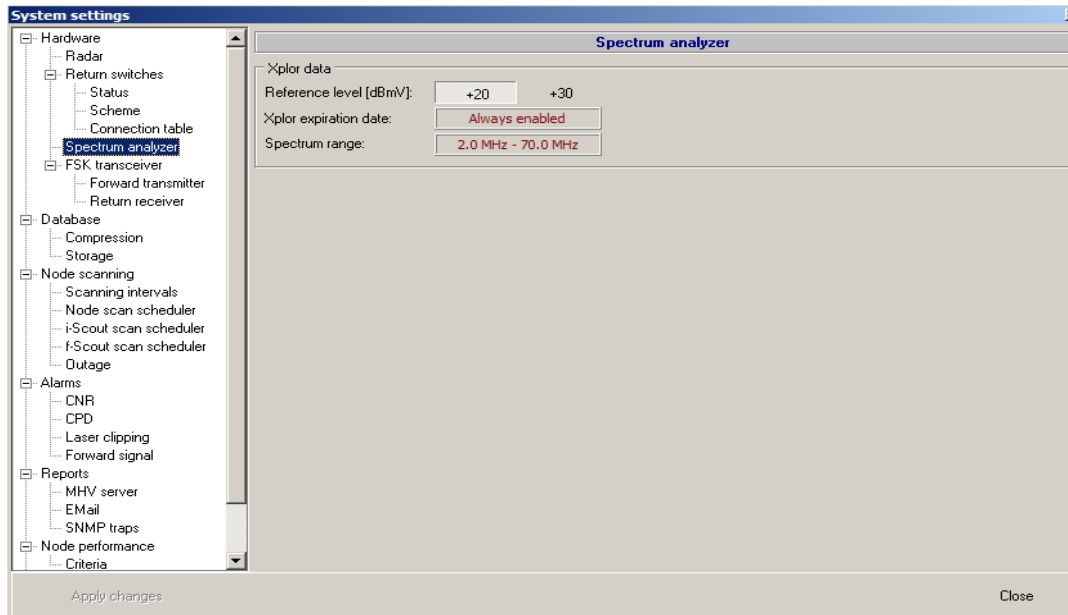 System settings
Hardware
Radar
Return switches
Status
Scheme
Connection table
Spectrum analyzer
FSK transceiver
Forward transmitter
Return receiver
Database
Compression
Storage
Node scanning
Scanning intervals
Node scan scheduler
i-Scout scan scheduler
f-Scout scan scheduler
Outage
Alarms
CNR
CPD
Laser clipping
Forward signal
Reports
MHV server
EMail
SNMP traps
Node performance
Criteria
Spectrum analyzer
Xplor data
Reference level [dBmV]: +20 +30
Xplor expiration date: Always enabled
Spectrum range: 2.0 MHz - 70.0 MHz
Apply changes Close